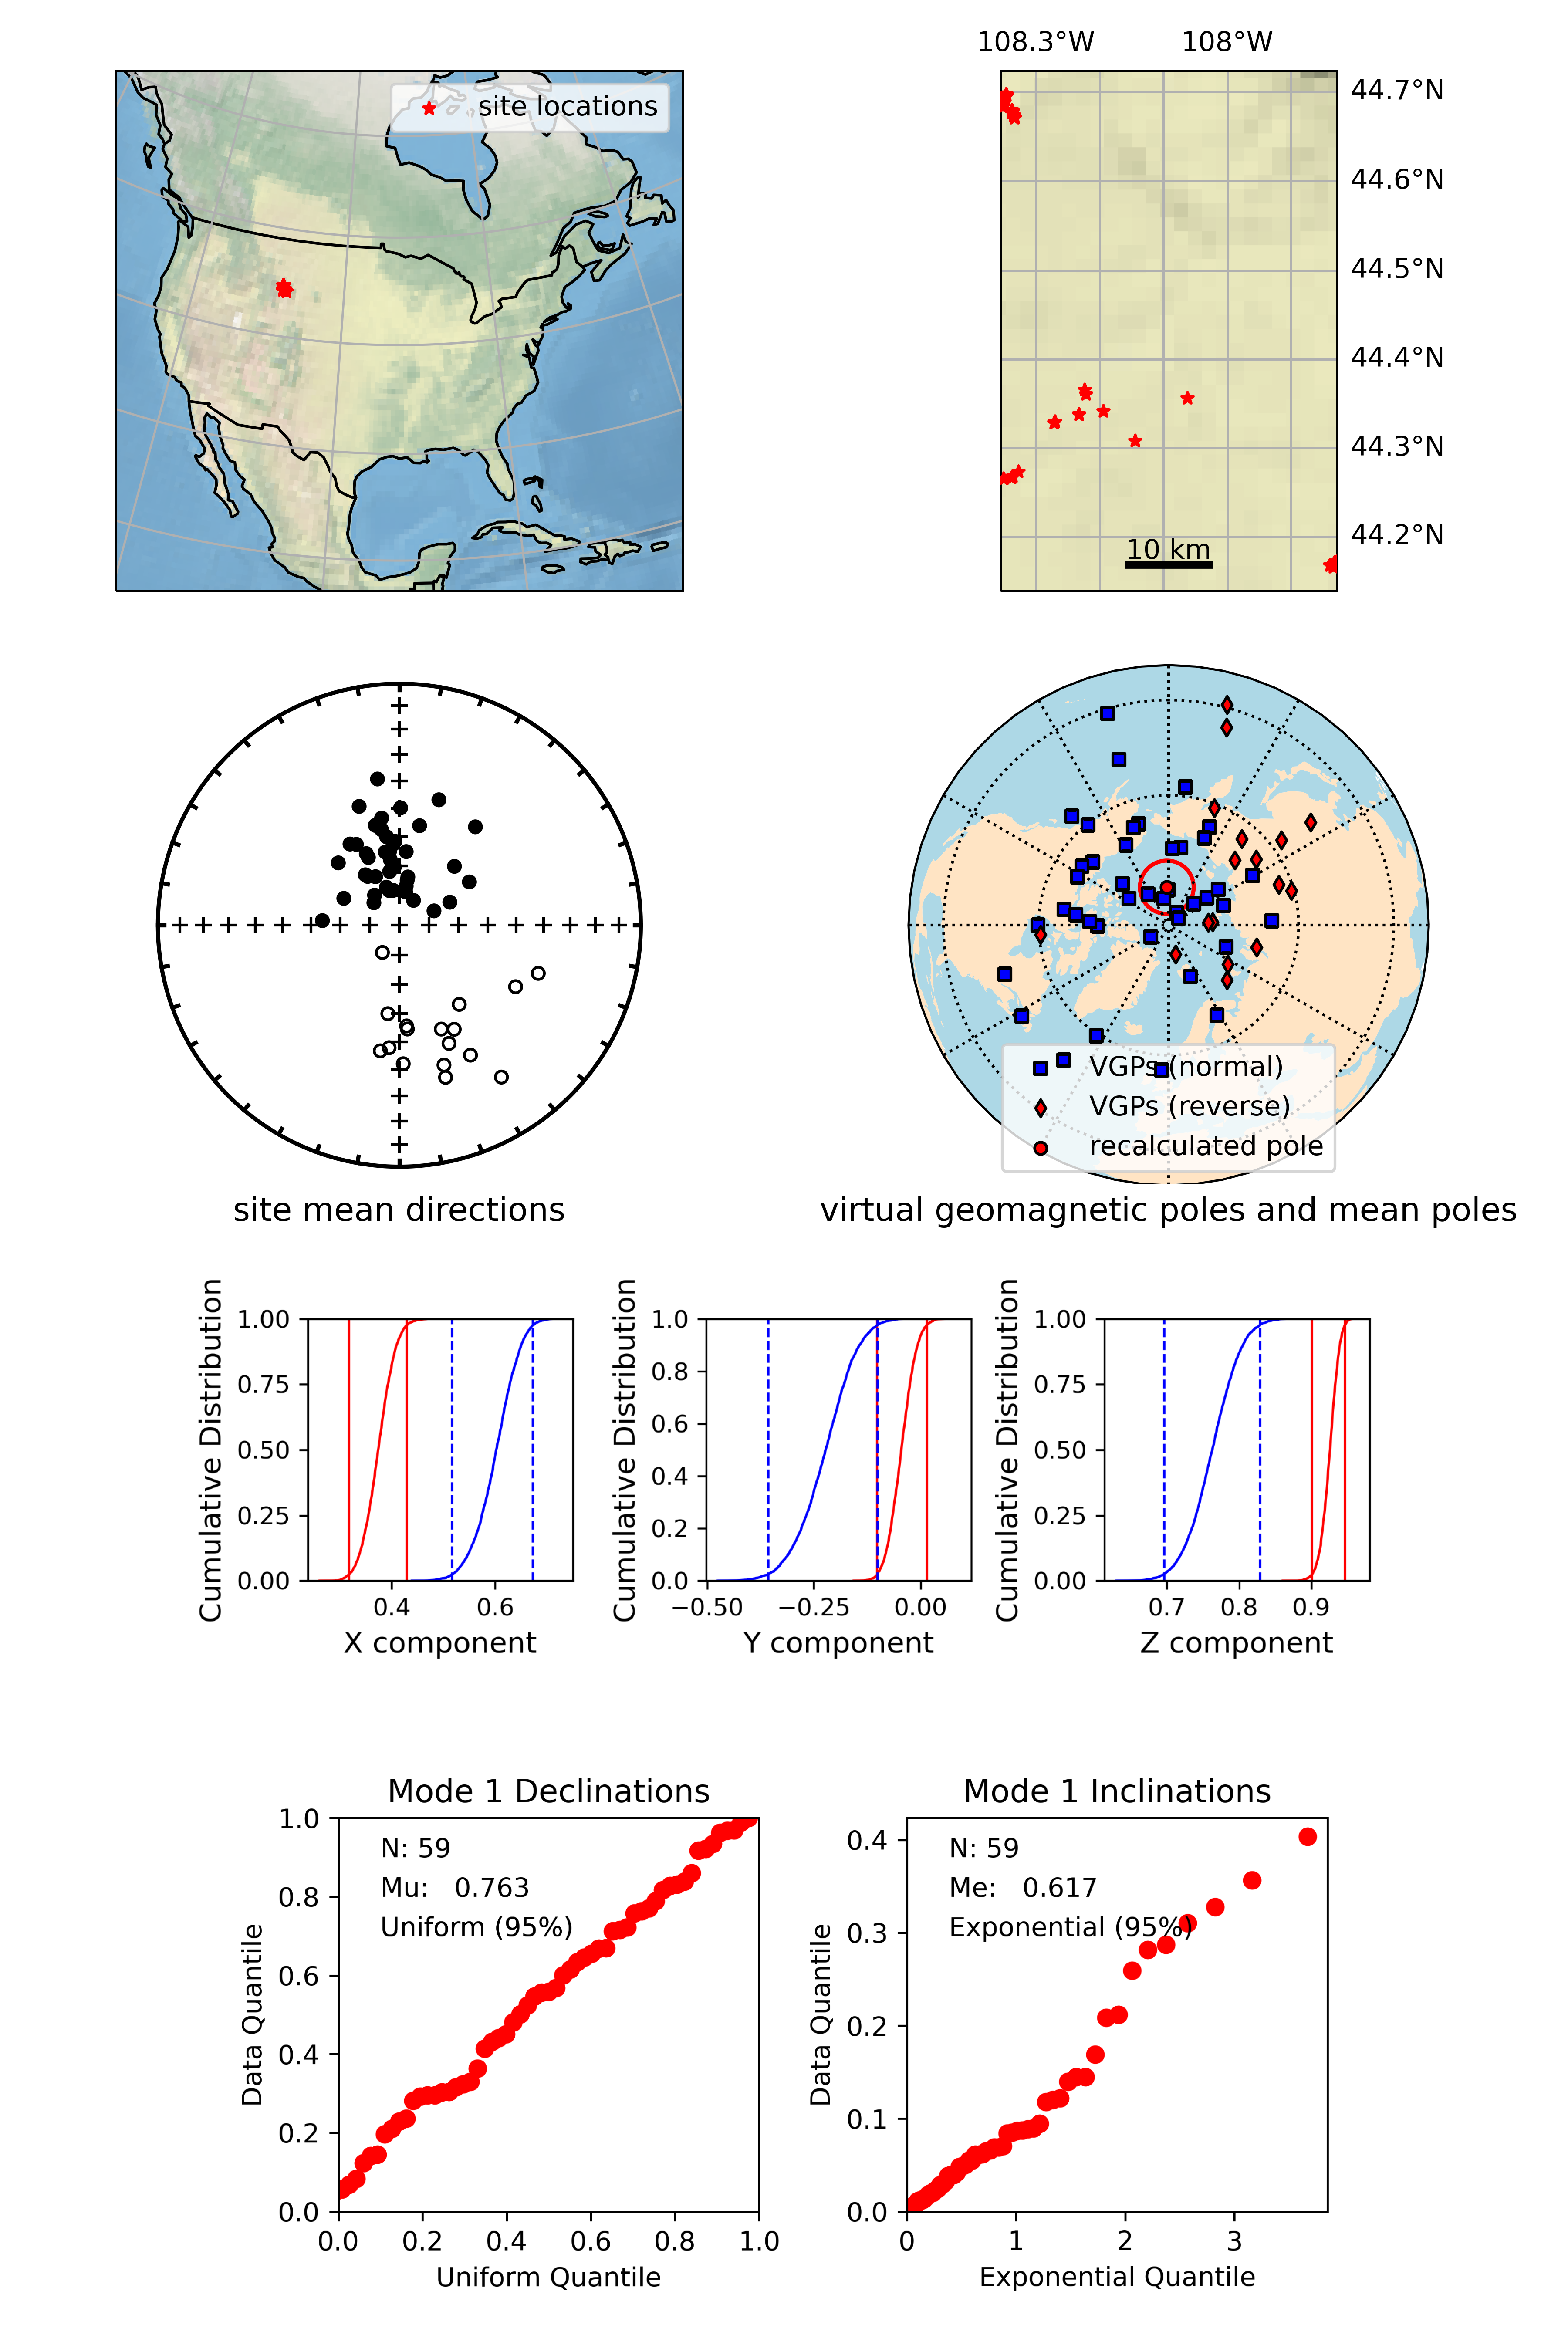 108.3°W 108°W
site locations
44.7°N
44.6°N
44.5°N
44.4°N
44.3°N
44.2°N
10 km
VGPs (normal)
VGPs (reverse)
recalculated pole
site mean directions
virtual geomagnetic poles and mean poles
Cumulative Distribution
1.00
0.75
0.50
0.25
0.00
0.4 0.6
X component
Cumulative Distribution
1.0
0.8
0.6
0.4
0.2
0.0
−0.50 −0.25 0.00
Y component
Cumulative Distribution
1.00
0.75
0.50
0.25
0.00
0.7 0.8 0.9
Z component
Mode 1 Declinations
N: 59
Mu: 0.763
Uniform (95%)
Data Quantile
1.0
0.8
0.6
0.4
0.2
0.0
0.0 0.2 0.4 0.6 0.8 1.0
Uniform Quantile
Mode 1 Inclinations
N: 59
Me: 0.617
Exponential (95%)
Data Quantile
0.4
0.3
0.2
0.1
0.0
0 1 2 3
Exponential Quantile